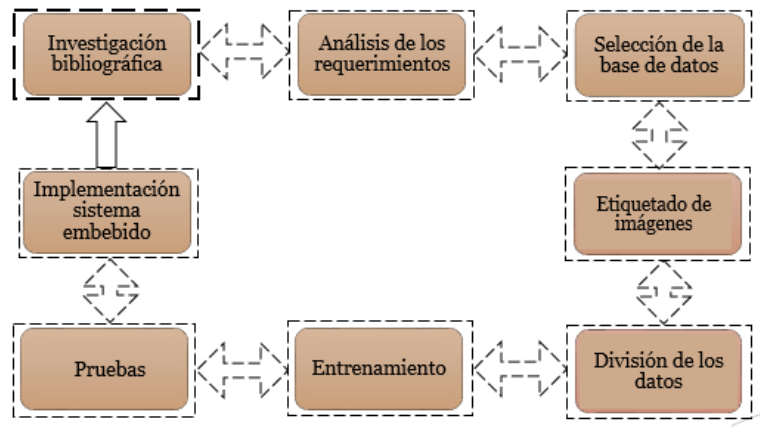 Investigación
bibliográfica
Análisis de los
requerimientos
Selección de la
base de datos
Implementación
sistema
embebido
Etiquetado de
imágenes
Pruebas
Entrenamiento
División de los
datos